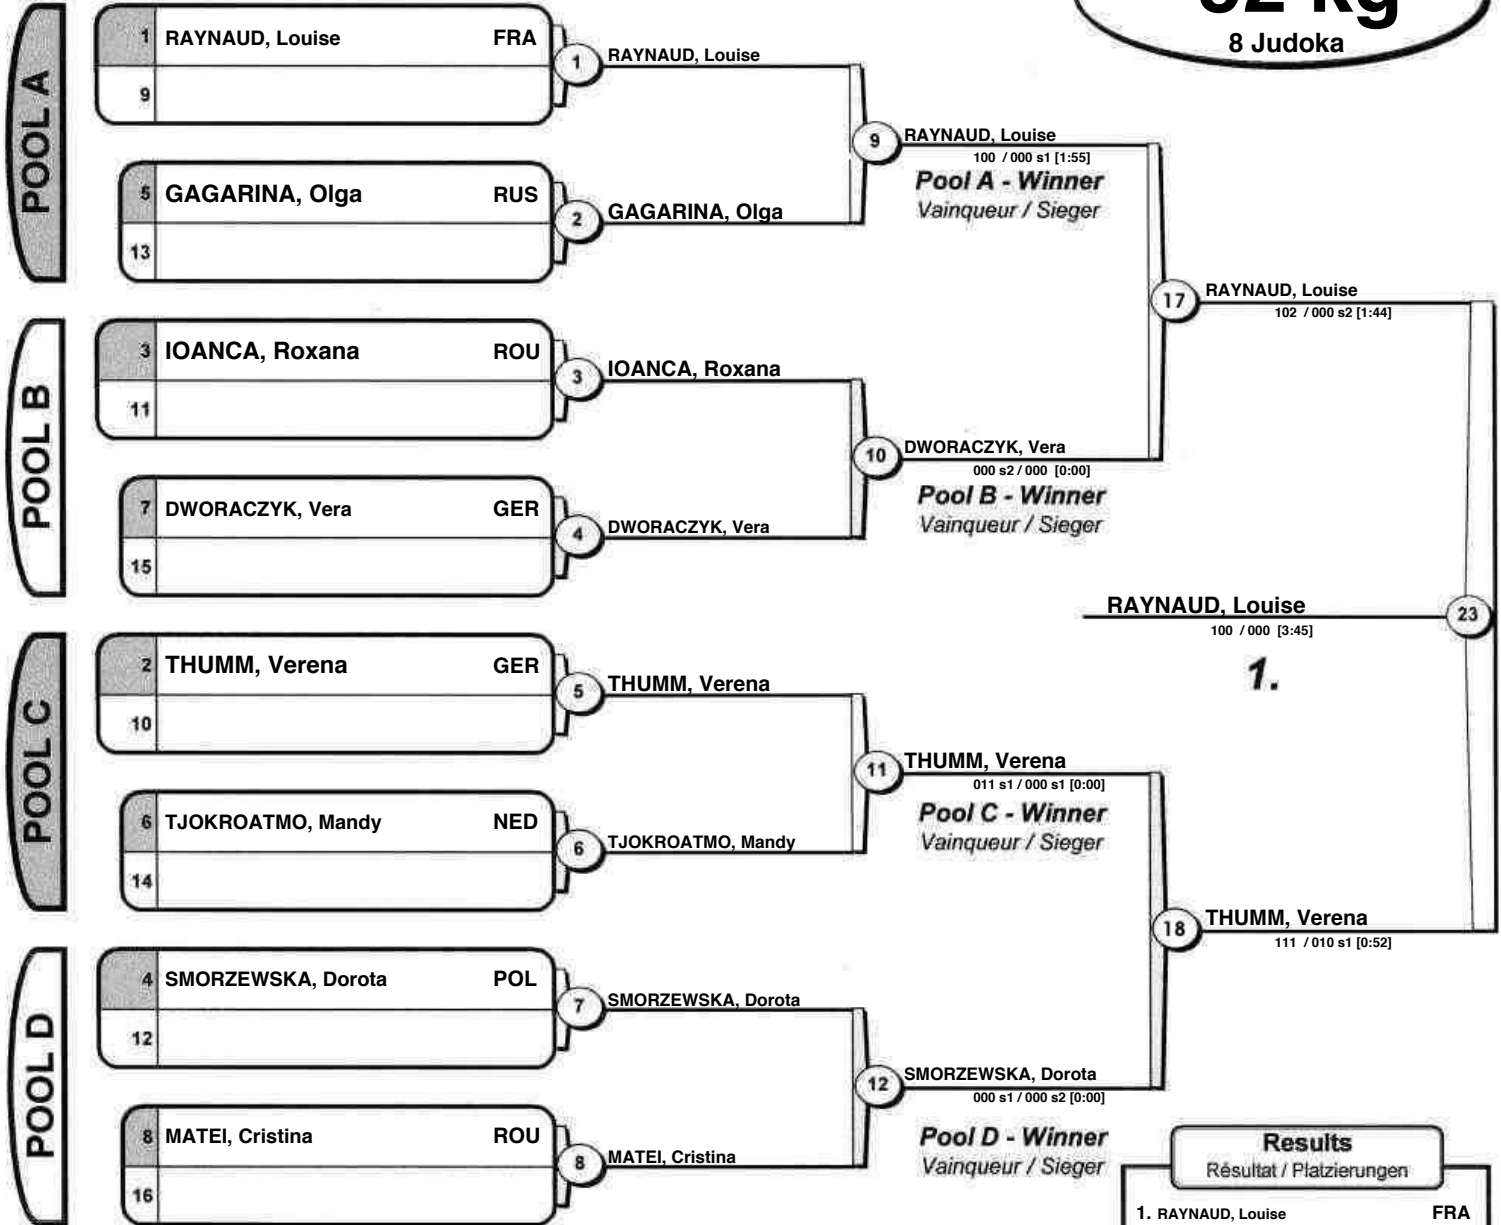 8 Judoka
POOL A
1 RAYNAUD, Louise FRA
9
1 RAYNAUD, Louise
5 GAGARINA, Olga RUS
13
2 GAGARINA, Olga
9 RAYNAUD, Louise
100 / 000 s1 [1:55]
Pool A - Winner
Vainqueur / Sieger
POOL B
3 IOANCA, Roxana ROU
11
3 IOANCA, Roxana
7 DWORACZYK, Vera GER
15
4 DWORACZYK, Vera
10 DWORACZYK, Vera
000 s2 / 000 [0:00]
Pool B - Winner
Vainqueur / Sieger
17 RAYNAUD, Louise
102 / 000 s2 [1:44]
RAYNAUD, Louise 23
100 / 000 [3:45]
1.
POOL C
2 THUMM, Verena GER
10
5 THUMM, Verena
6 TJOKROATMO, Mandy NED
14
6 TJOKROATMO, Mandy
11 THUMM, Verena
011 s1 / 000 s1 [0:00]
Pool C - Winner
Vainqueur / Sieger
POOL D
4 SMORZEWSKA, Dorota POL
12
7 SMORZEWSKA, Dorota
8 MATEI, Cristina ROU
16
8 MATEI, Cristina
12 SMORZEWSKA, Dorota
000 s1 / 000 s2 [0:00]
Pool D - Winner
Vainqueur / Sieger
18 THUMM, Verena
111 / 010 s1 [0:52]
Results
Résultat / Platzierungen
1. RAYNAUD, Louise FRA